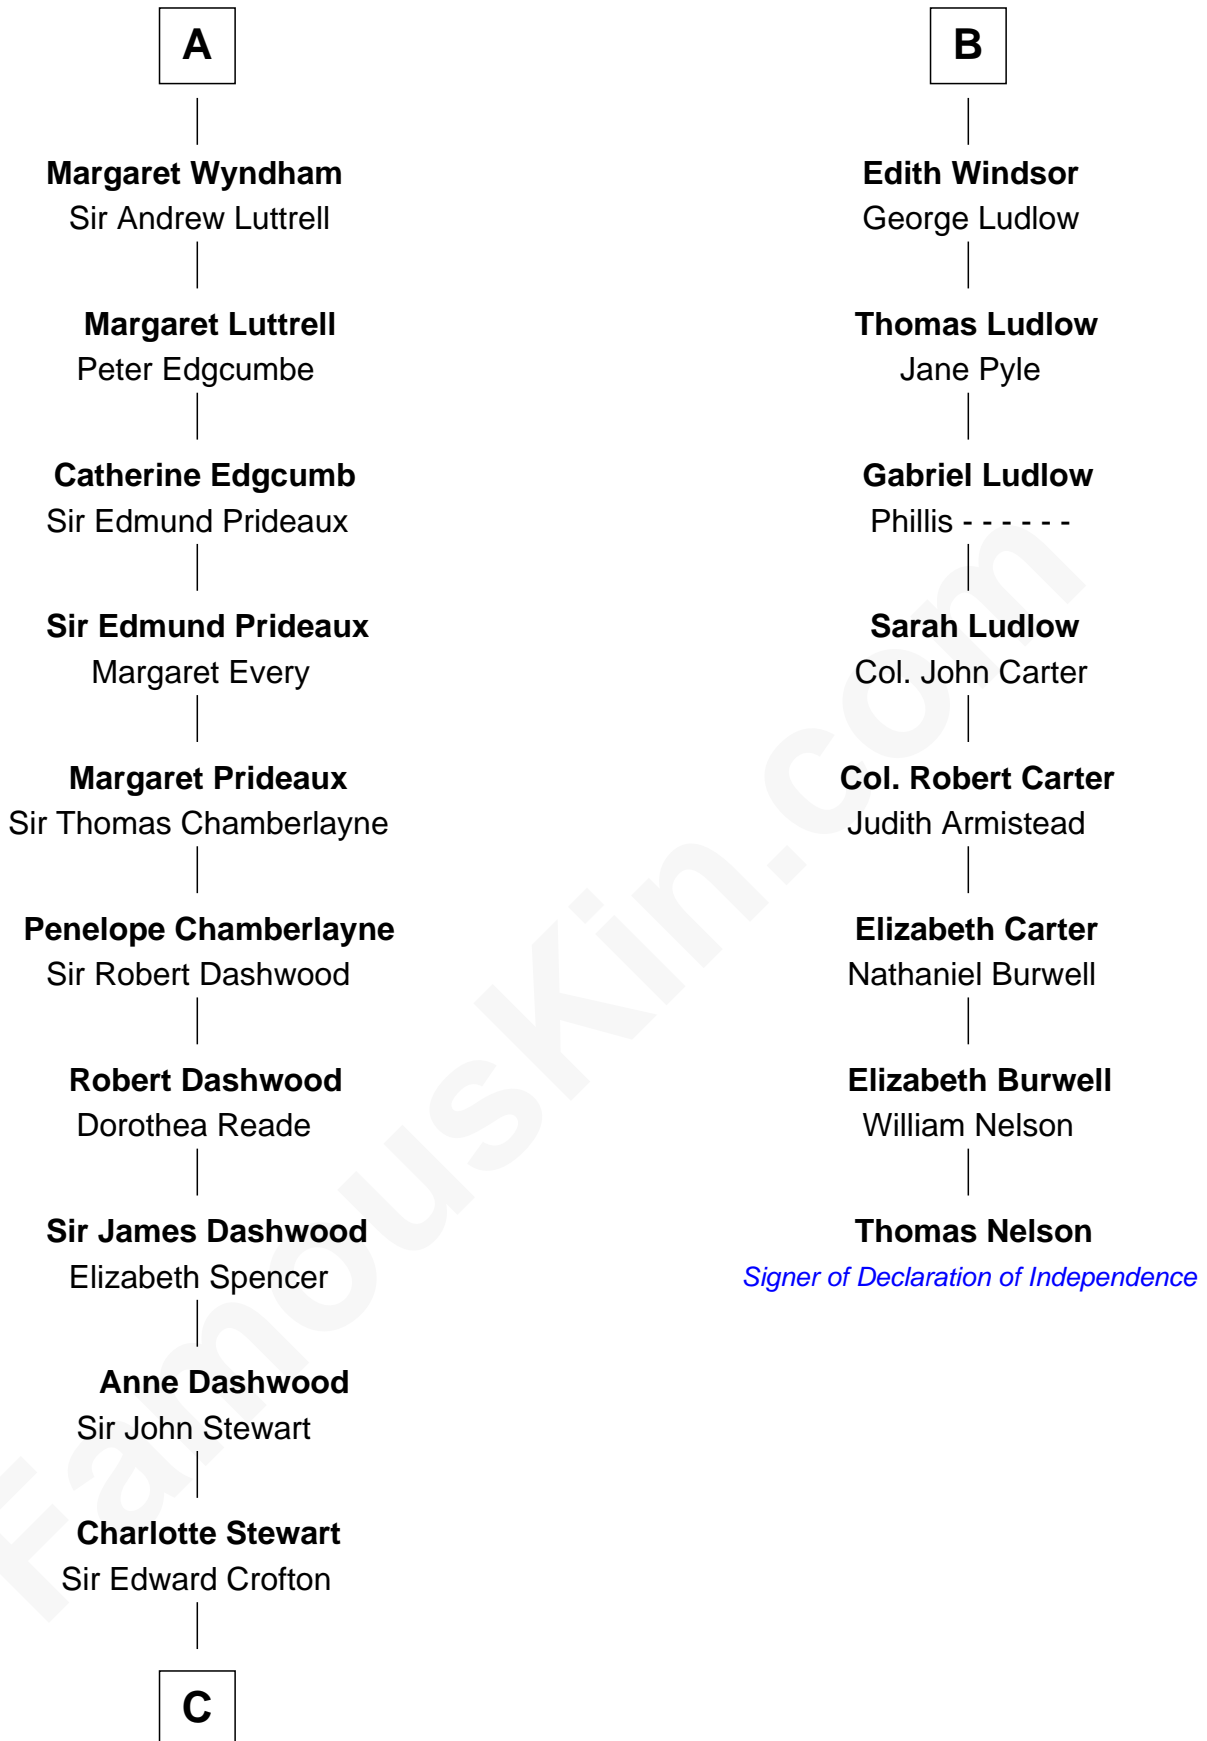 A
Margaret Wyndham
Sir Andrew Luttrell
Margaret Luttrell
Peter Edgcumbe
Catherine Edgcumb
Sir Edmund Prideaux
Sir Edmund Prideaux
Margaret Every
Margaret Prideaux
Sir Thomas Chamberlayne
Penelope Chamberlayne
Sir Robert Dashwood
Robert Dashwood
Dorothea Reade
Sir James Dashwood
Elizabeth Spencer
Anne Dashwood
Sir John Stewart
Charlotte Stewart
Sir Edward Crofton
C
B
Edith Windsor
George Ludlow
Thomas Ludlow
Jane Pyle
Gabriel Ludlow
Phillis - - - - - -
Sarah Ludlow
Col. John Carter
Col. Robert Carter
Judith Armistead
Elizabeth Carter
Nathaniel Burwell
Elizabeth Burwell
William Nelson
Thomas Nelson
Signer of Declaration of Independence
FamousKin.com